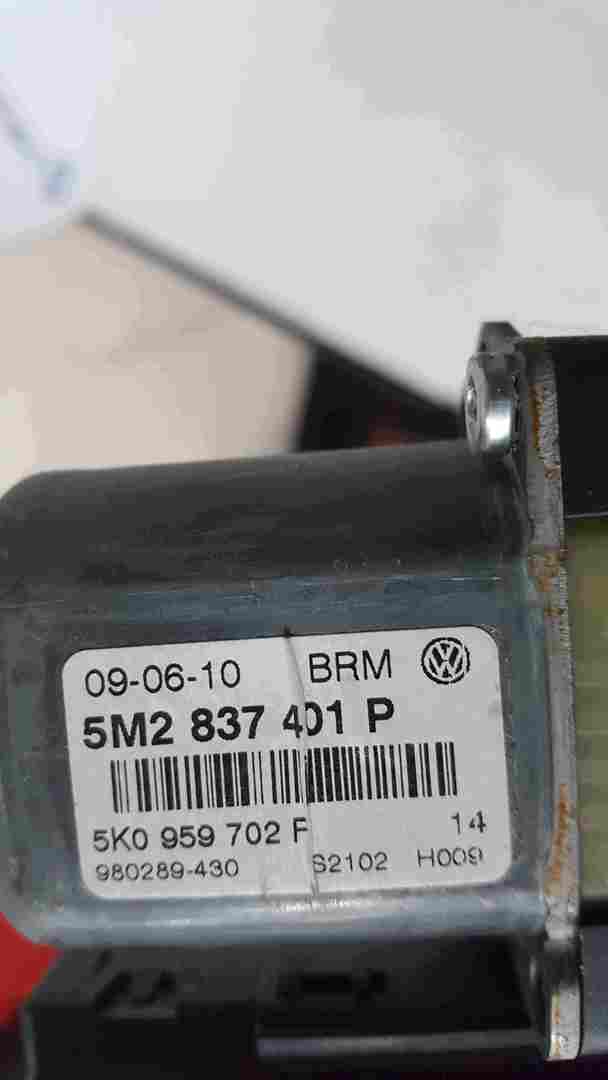 09-06-10 BRM
5M2 837 401 P
5K0 959 702 F 14
980289-430 S2102 H009